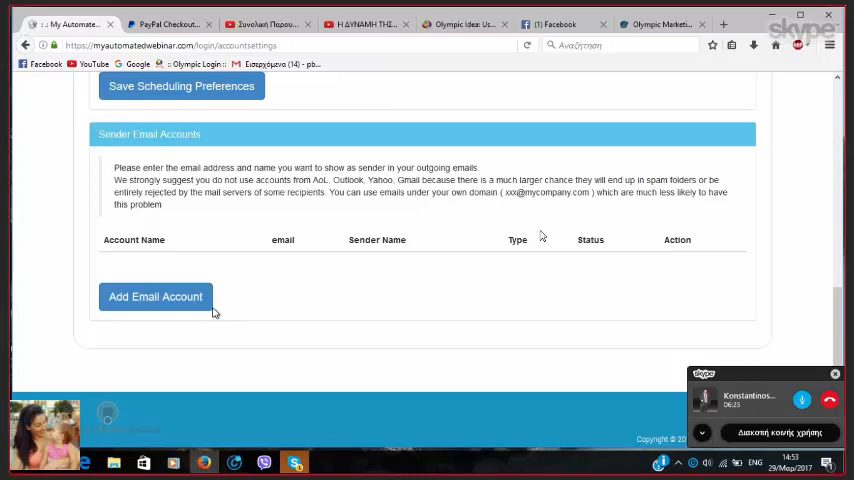 : .: My Automate...
PayPal Checkout...
Συνολική Παρου...
Η ΔΥΝΑΜΗ ΤΗΣ...
Olympic Idea: Us...
(1) Facebook
Olympic Marketi...
skype
https://myautomatedwebinar.com/login/accountsettings
Αναζήτηση
Facebook
YouTube
Google
:: Olympic Login ::
Εισερχόμενα (14) - pb...
Save Scheduling Preferences
Sender Email Accounts
Please enter the email address and name you want to show as sender in your outgoing emails.
We strongly suggest you do not use accounts from AoL, Outlook, Yahoo, Gmail because there is a much larger chance they will end up in spam folders or be
entirely rejected by the mail servers of some recipients. You can use emails under your own domain ( xxx@mycompany.com ) which are much less likely to have
this problem
Account Name email Sender Name Type Status Action
Add Email Account
skype
Konstantinos...
06:25
Διακοπή κοινής χρήσης
Copyright © 20
14:53
29/Μαρ/2017